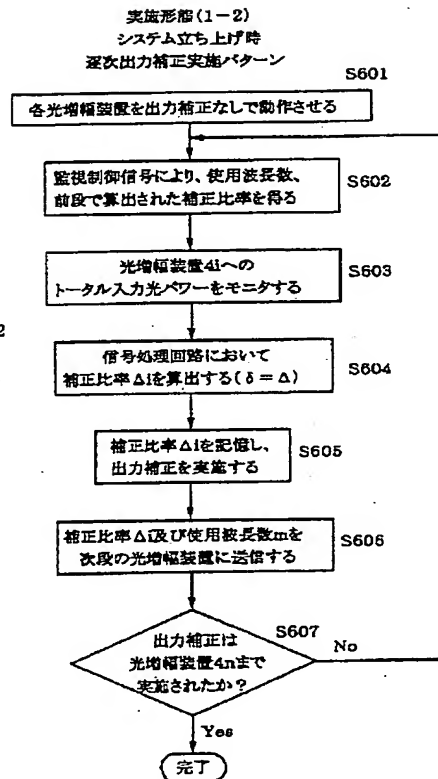 実施形態(1-2)
システム立ち上げ時
逐次出力補正実施パターン
S601
各光増幅装置を出力補正なしで動作させる
監視制御信号により、使用波長数、
前段で算出された補正比率を得る
S602
光増幅装置4iへの
トータル入力光パワーをモニタする
S603
2
信号処理回路において
補正比率Δiを算出する(δ=Δ)
S604
補正比率Δiを記憶し、
出力補正を実施する
S605
補正比率Δi及び使用波長数mを
次段の光増幅装置に送信する
S606
S607
出力補正は
光増幅装置4nまで
実施されたか?
No
Yes
完了